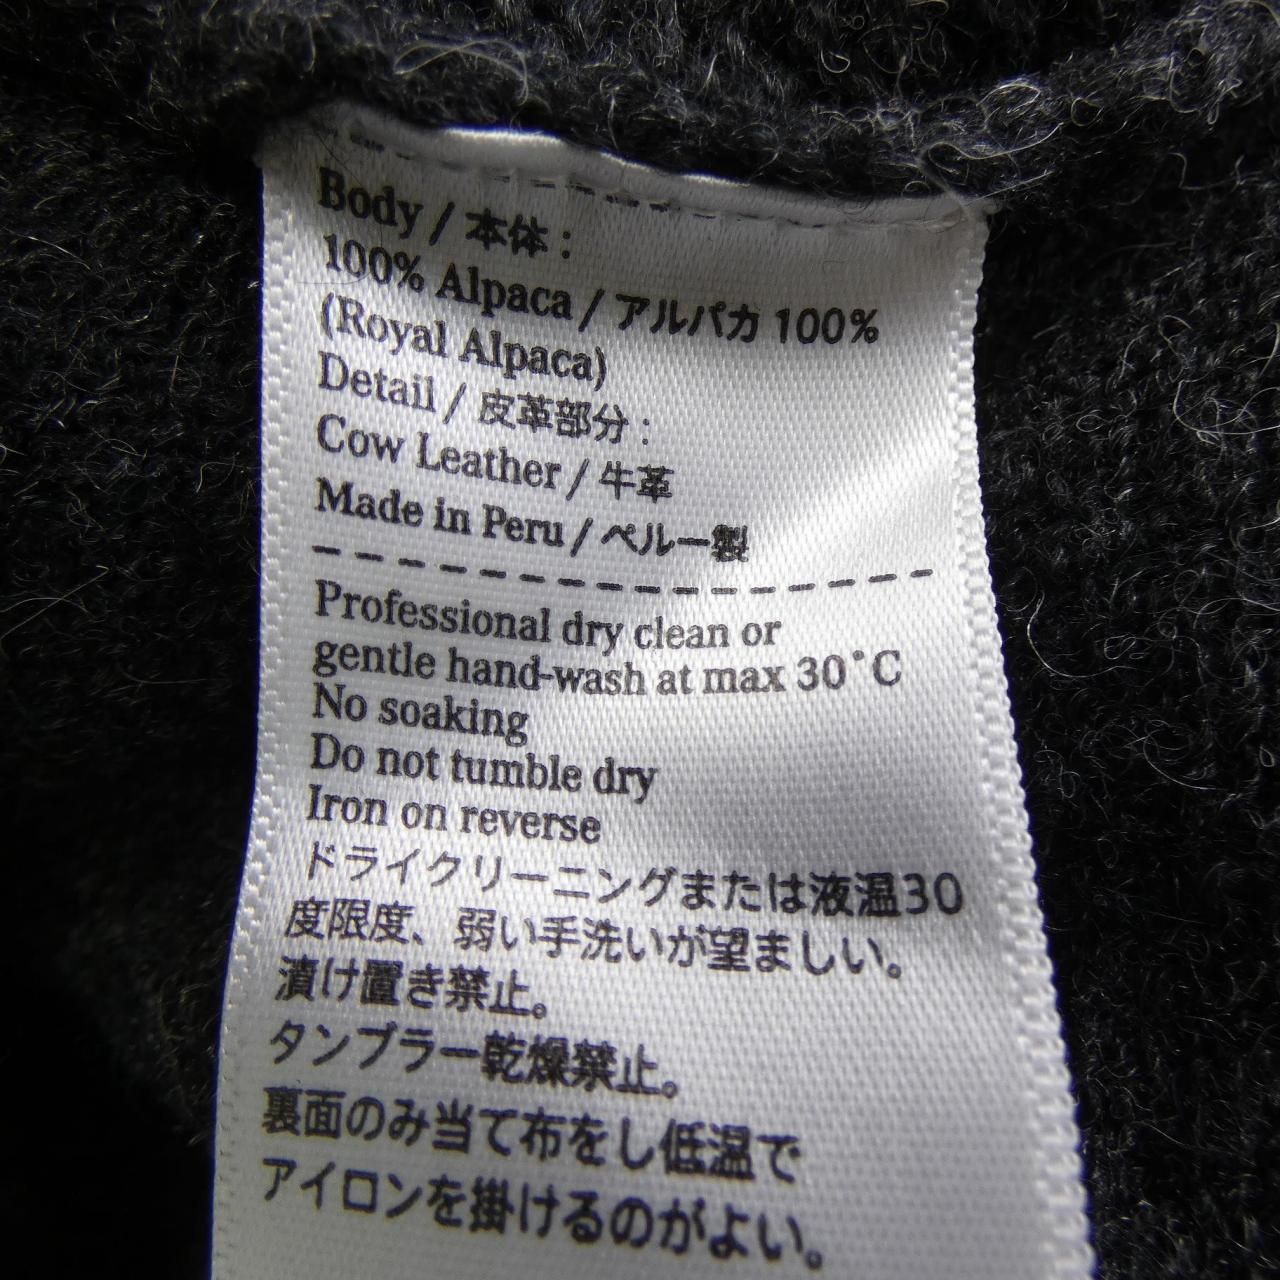 Body / 本体 :
100% Alpaca / アルパカ 100%
(Royal Alpaca)
Detail / 皮革部分 :
Cow Leather / 牛革
Made in Peru / ペルー製
Professional dry clean or
gentle hand-wash at max 30°C
No soaking
Do not tumble dry
Iron on reverse
ドライクリーニングまたは液温30
度限度、弱い手洗いが望ましい。
漬け置き禁止。
タンブラー乾燥禁止。
裏面のみ当て布をし低温で
アイロンを掛けるのがよい。